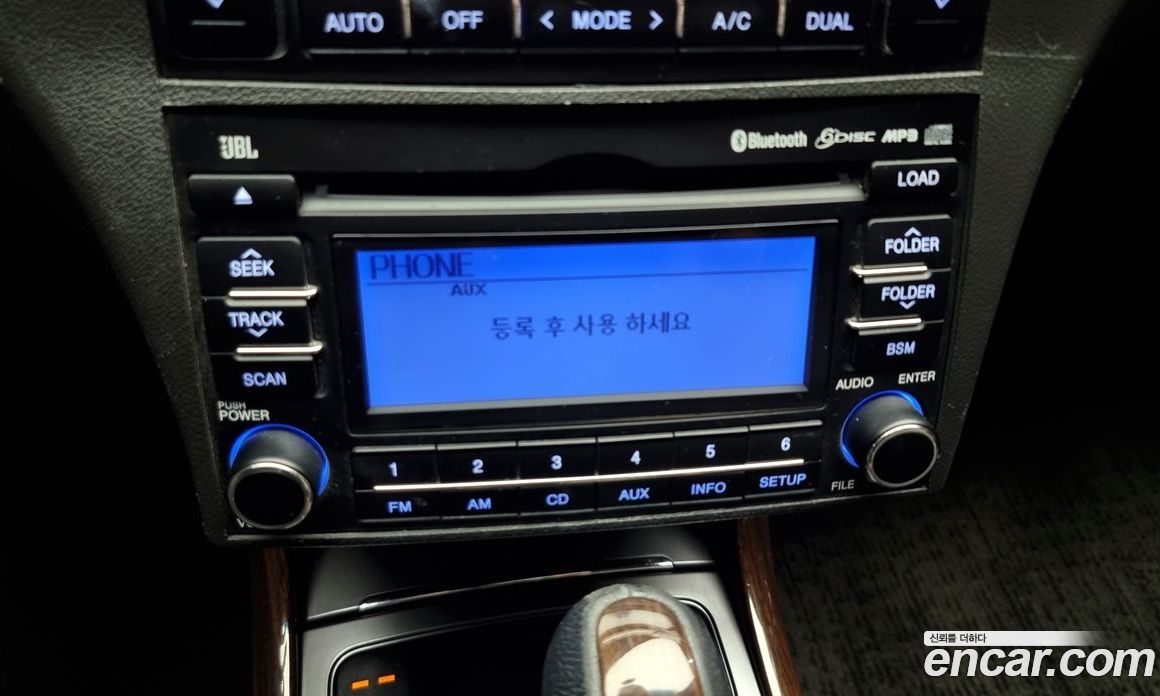 AUTO OFF < MODE > A/C DUAL
JBL Bluetooth 6DISC MP3
LOAD
SEEK
TRACK
SCAN
PUSH
POWER
PHONE
AUX
등록 후 사용 하세요
FOLDER
FOLDER
BSM
AUDIO ENTER
FILE
1 2 3 4 5 6
FM AM CD AUX INFO SETUP
신뢰를 더하다
encar.com